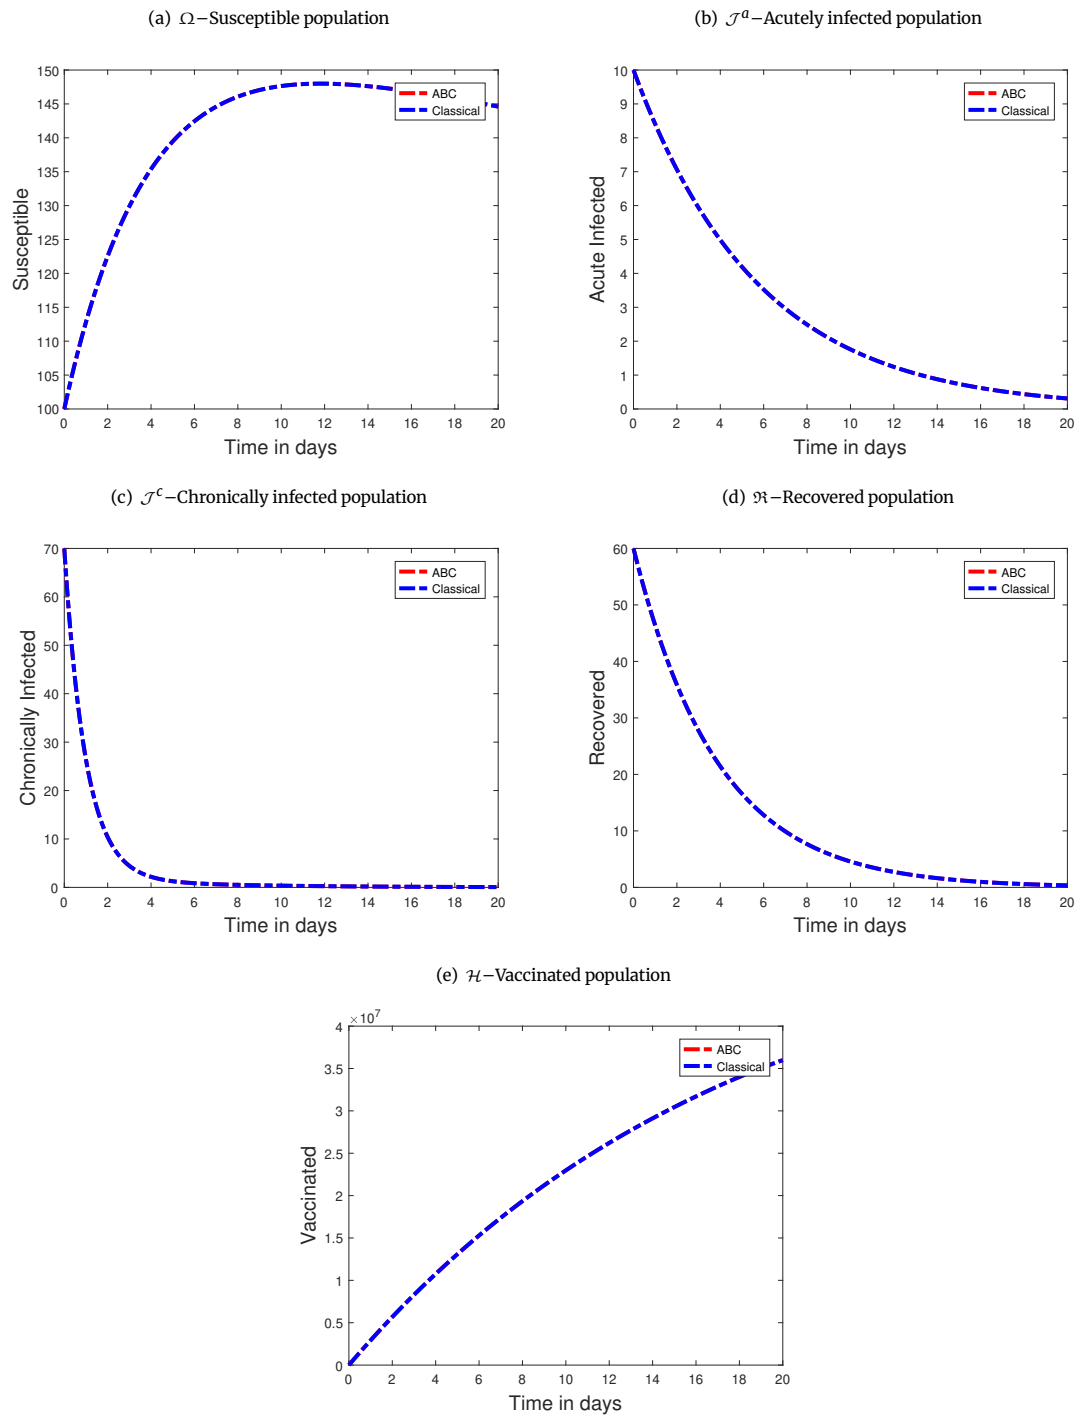 (a) Ω–Susceptible population
(b) 𝒥ᵃ–Acutely infected population
150
145
140
135
130
125
120
115
110
105
100
Susceptible
ABC
Classical
0 2 4 6 8 10 12 14 16 18 20
Time in days
10
9
8
7
6
5
4
3
2
1
0
Acute Infected
ABC
Classical
0 2 4 6 8 10 12 14 16 18 20
Time in days
(c) 𝒥ᶜ–Chronically infected population
(d) ℜ–Recovered population
70
60
50
40
30
20
10
0
Chronically Infected
ABC
Classical
0 2 4 6 8 10 12 14 16 18 20
Time in days
60
50
40
30
20
10
0
Recovered
ABC
Classical
0 2 4 6 8 10 12 14 16 18 20
Time in days
(e) ℋ–Vaccinated population
×10⁷
4
3.5
3
2.5
2
1.5
1
0.5
0
Vaccinated
ABC
Classical
0 2 4 6 8 10 12 14 16 18 20
Time in days